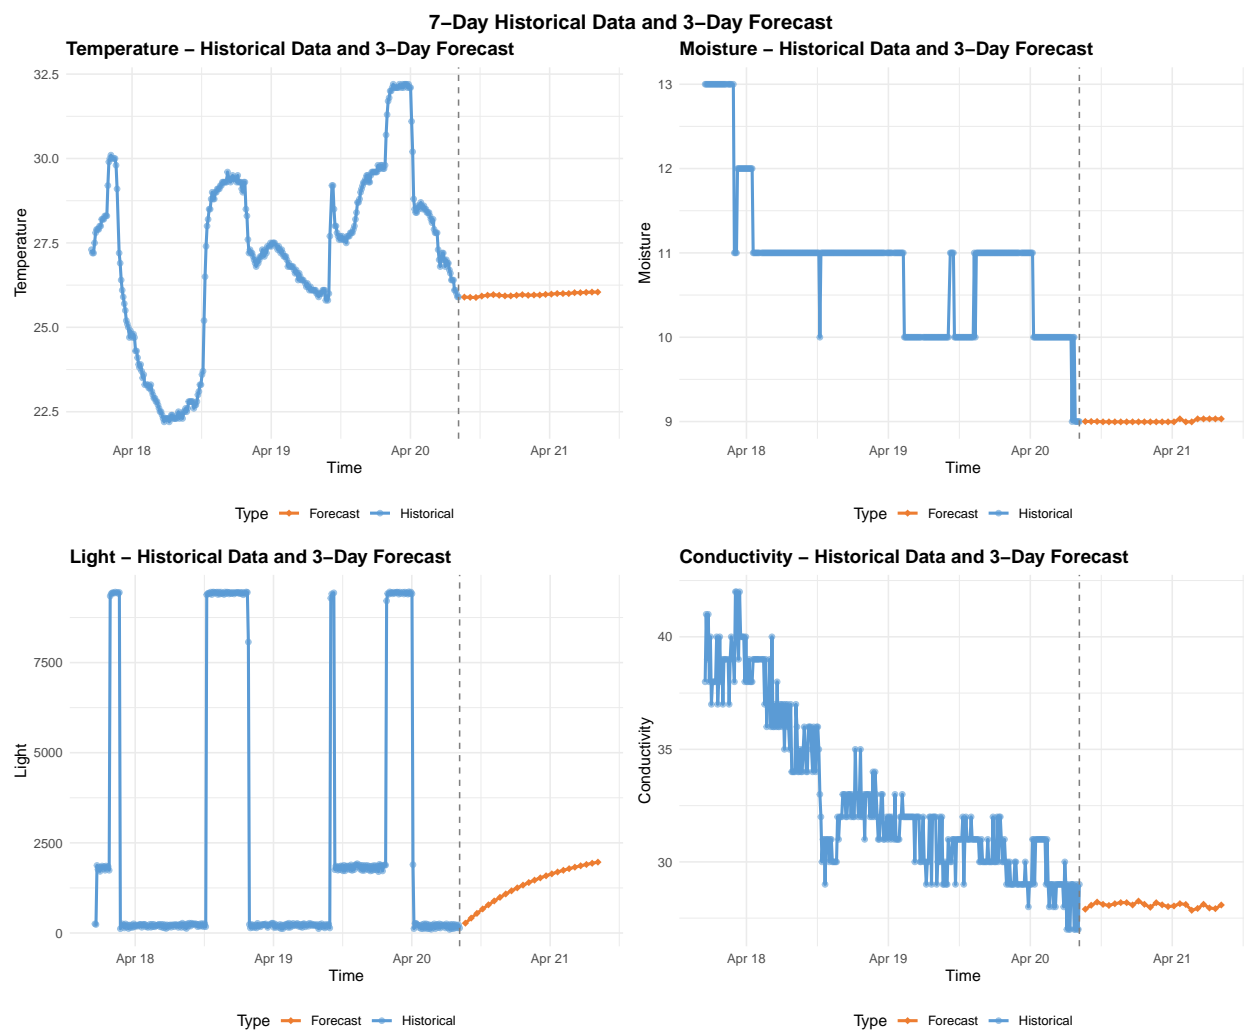 7−Day Historical Data and 3−Day Forecast
Temperature − Historical Data and 3−Day Forecast
32.5
30.0
27.5
25.0
22.5
Temperature
Apr 18
Apr 19
Apr 20
Apr 21
Time
Type
Forecast
Historical
Moisture − Historical Data and 3−Day Forecast
13
12
11
10
9
Moisture
Apr 18
Apr 19
Apr 20
Apr 21
Time
Type
Forecast
Historical
Light − Historical Data and 3−Day Forecast
7500
5000
2500
0
Light
Apr 18
Apr 19
Apr 20
Apr 21
Time
Type
Forecast
Historical
Conductivity − Historical Data and 3−Day Forecast
40
35
30
Conductivity
Apr 18
Apr 19
Apr 20
Apr 21
Time
Type
Forecast
Historical